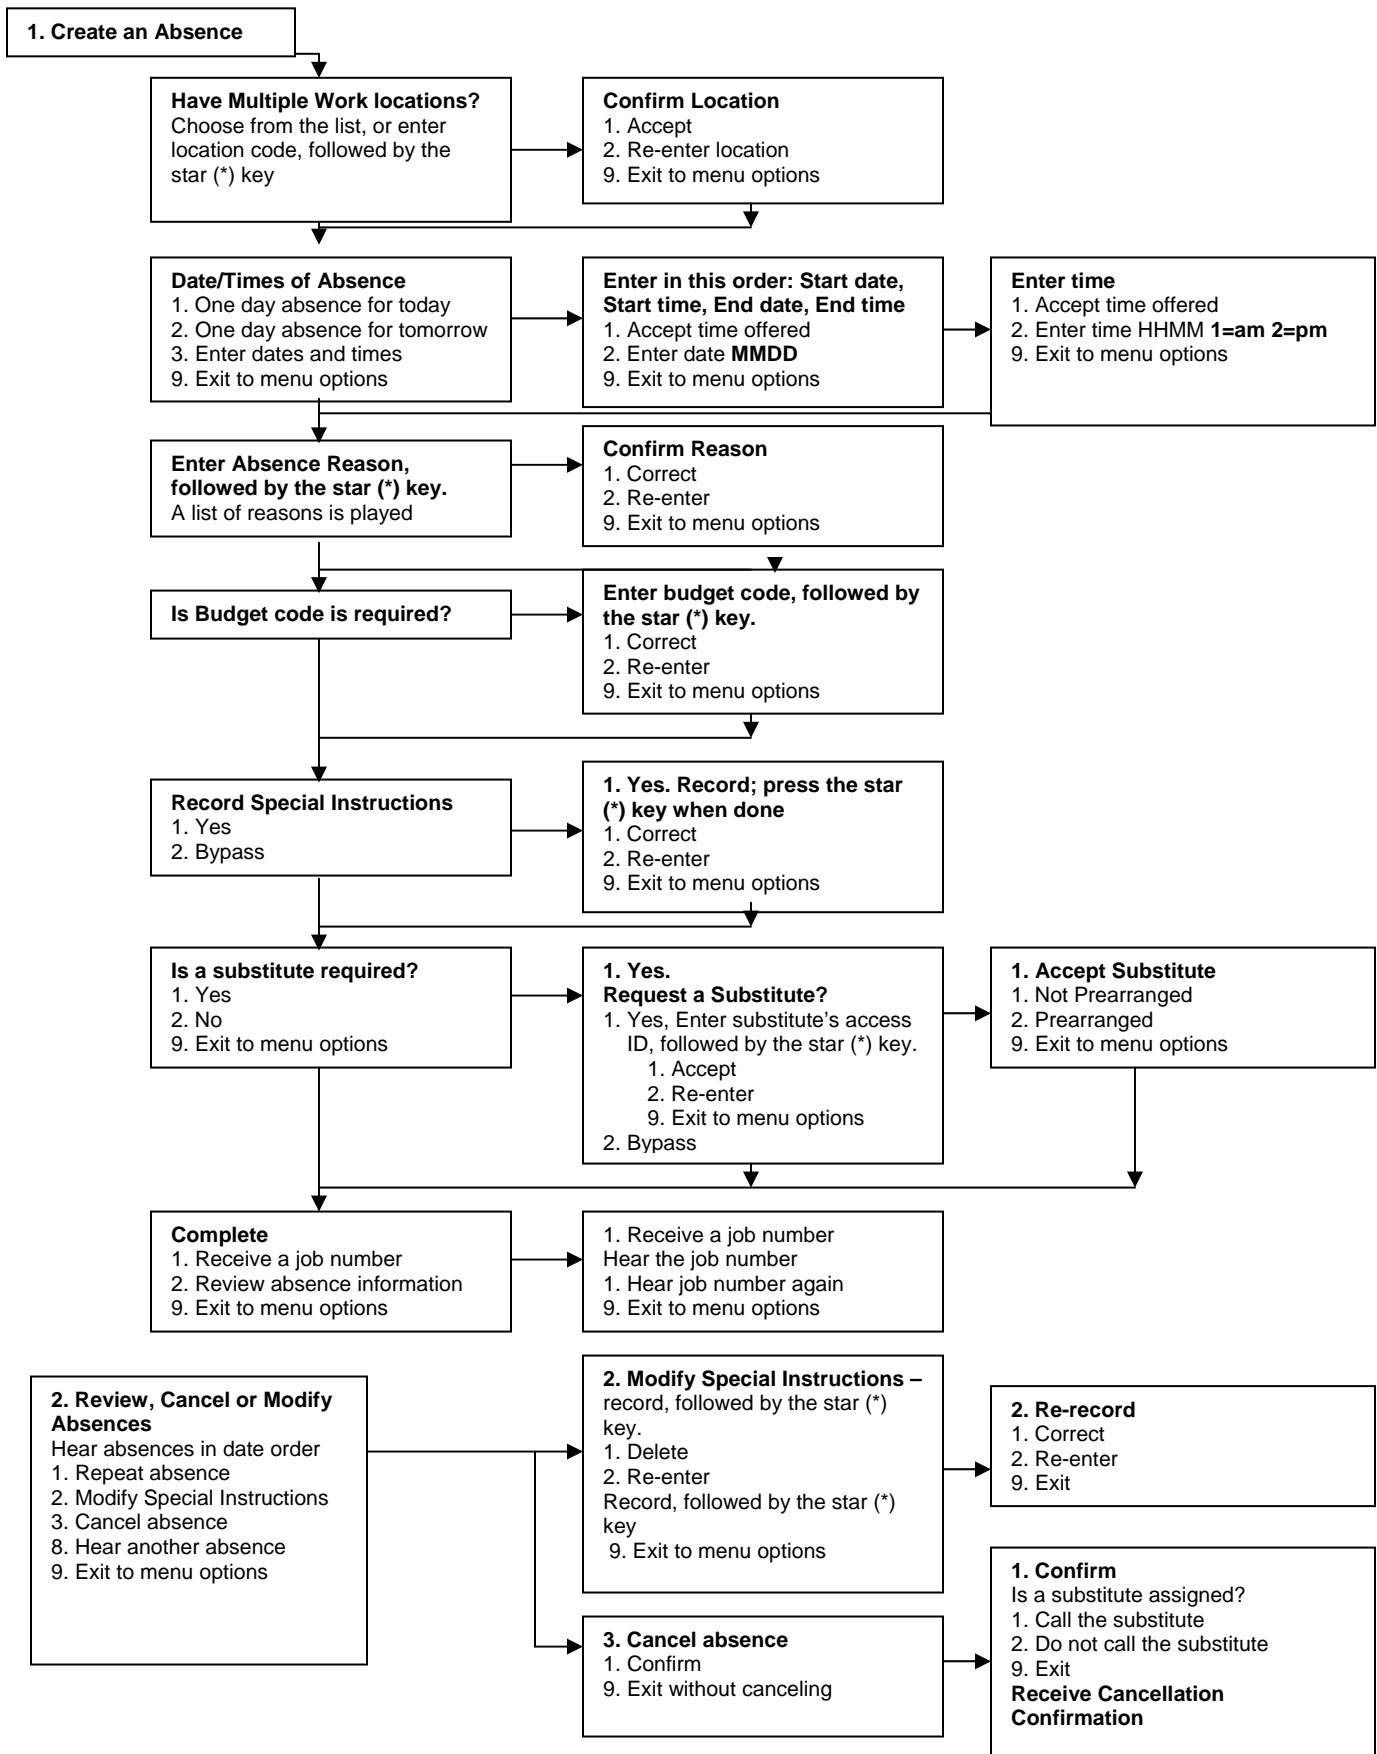 1. Create an Absence
Have Multiple Work locations?
Choose from the list, or enter
location code, followed by the
star (*) key
Confirm Location
1. Accept
2. Re-enter location
9. Exit to menu options
Date/Times of Absence
1. One day absence for today
2. One day absence for tomorrow
3. Enter dates and times
9. Exit to menu options
Enter in this order: Start date,
Start time, End date, End time
1. Accept time offered
2. Enter date MMDD
9. Exit to menu options
Enter time
1. Accept time offered
2. Enter time HHMM 1=am 2=pm
9. Exit to menu options
Enter Absence Reason,
followed by the star (*) key.
A list of reasons is played
Confirm Reason
1. Correct
2. Re-enter
9. Exit to menu options
Is Budget code is required?
Enter budget code, followed by
the star (*) key.
1. Correct
2. Re-enter
9. Exit to menu options
Record Special Instructions
1. Yes
2. Bypass
1. Yes. Record; press the star
(*) key when done
1. Correct
2. Re-enter
9. Exit to menu options
Is a substitute required?
1. Yes
2. No
9. Exit to menu options
1. Yes.
Request a Substitute?
1. Yes, Enter substitute's access
ID, followed by the star (*) key.
1. Accept
2. Re-enter
9. Exit to menu options
2. Bypass
1. Accept Substitute
1. Not Prearranged
2. Prearranged
9. Exit to menu options
Complete
1. Receive a job number
2. Review absence information
9. Exit to menu options
1. Receive a job number
Hear the job number
1. Hear job number again
9. Exit to menu options
2. Review, Cancel or Modify
Absences
Hear absences in date order
1. Repeat absence
2. Modify Special Instructions
3. Cancel absence
8. Hear another absence
9. Exit to menu options
2. Modify Special Instructions –
record, followed by the star (*)
key.
1. Delete
2. Re-enter
Record, followed by the star (*)
key
9. Exit to menu options
2. Re-record
1. Correct
2. Re-enter
9. Exit
3. Cancel absence
1. Confirm
9. Exit without canceling
1. Confirm
Is a substitute assigned?
1. Call the substitute
2. Do not call the substitute
9. Exit
Receive Cancellation
Confirmation